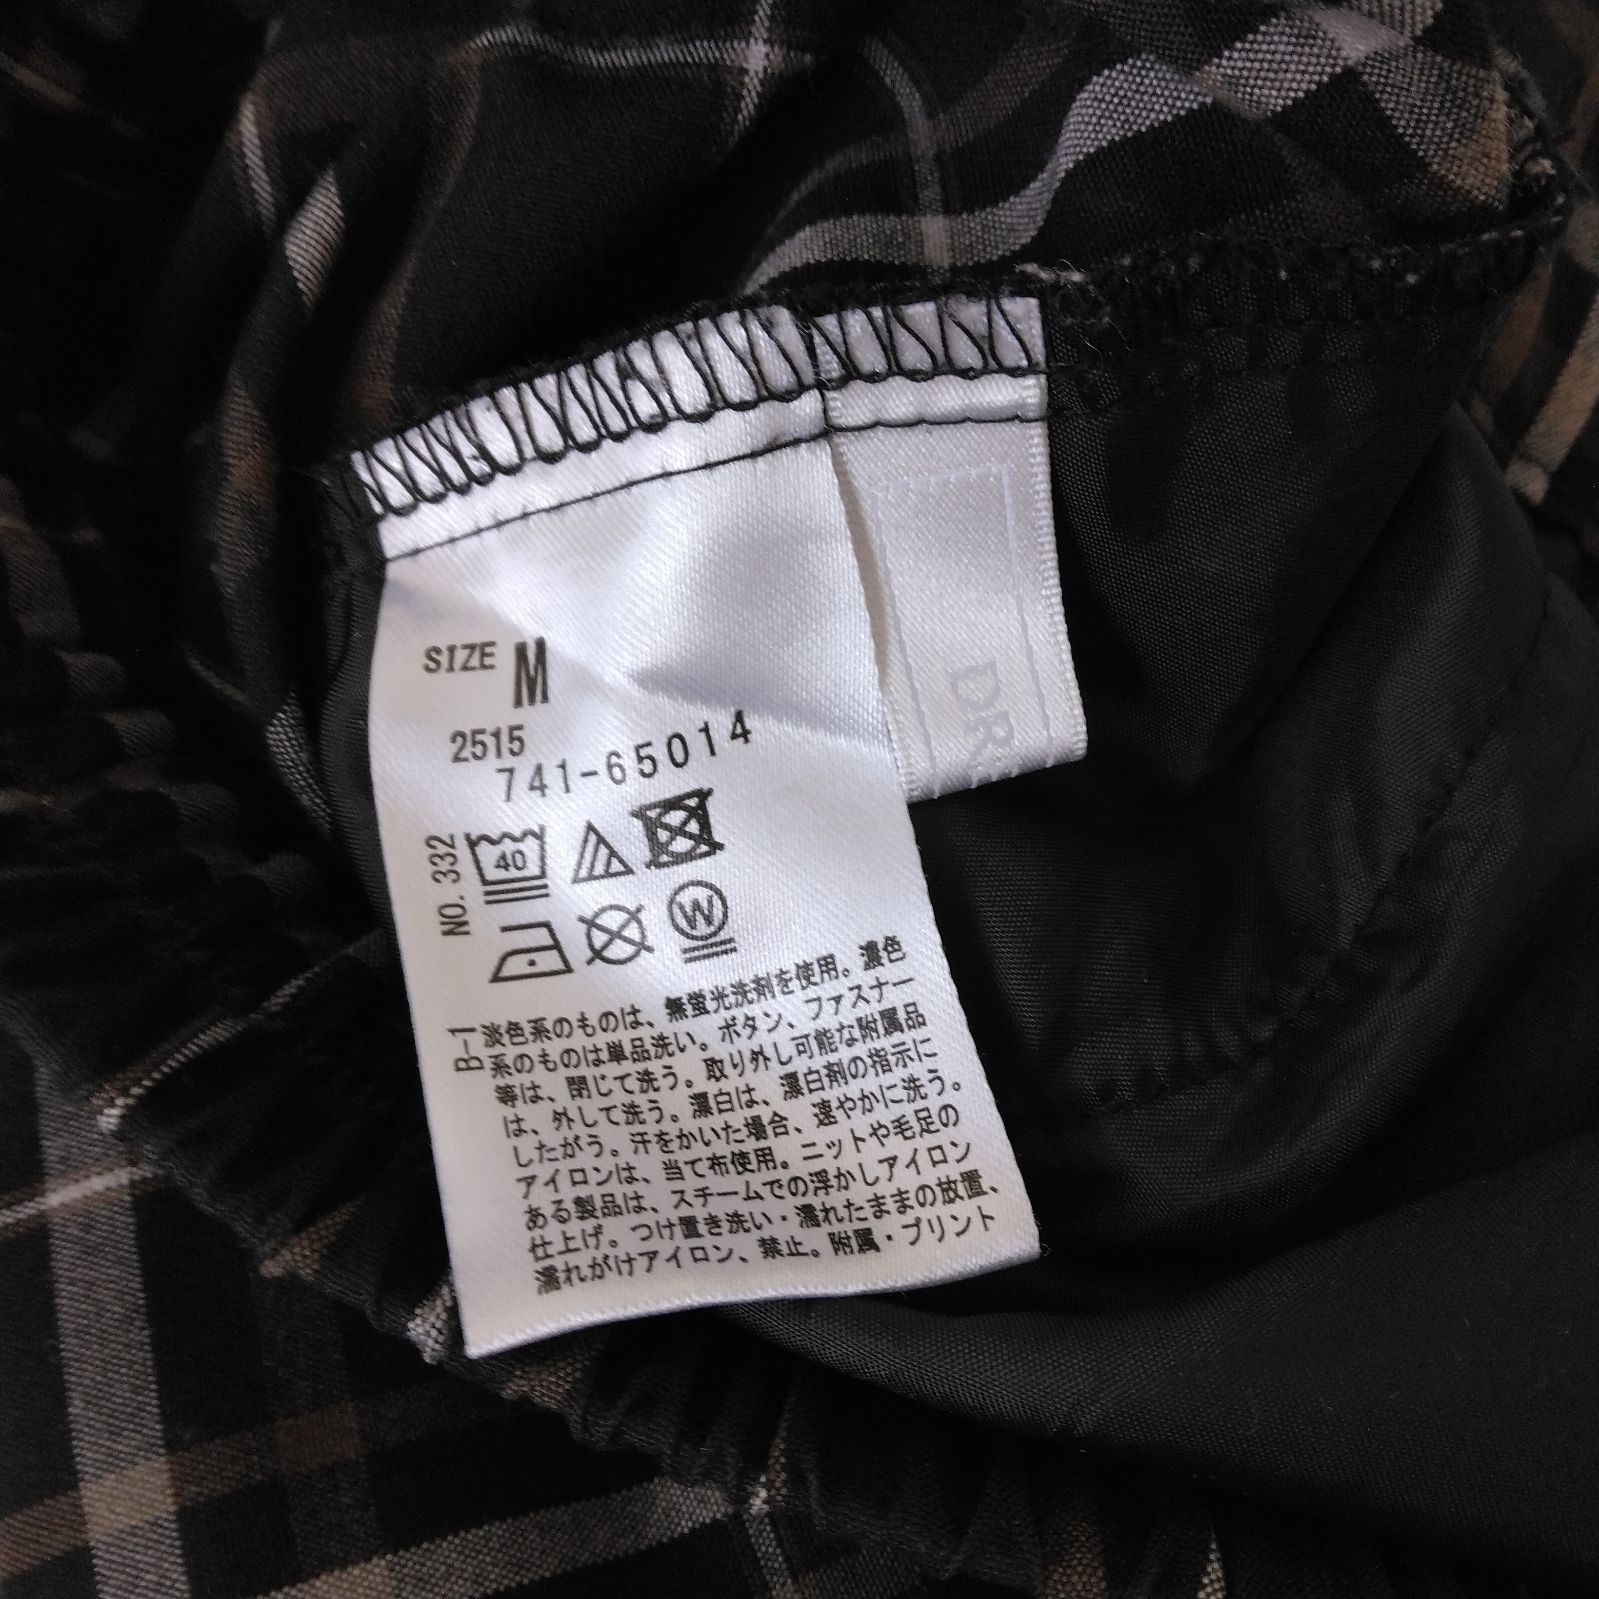 SIZE M
2515
741-65014
NO. 332
40
W
B-1
淡色系のものは、無蛍光洗剤を使用。濃色
系のものは単品洗い。ボタン、ファスナー
等は、閉じて洗う。取り外し可能な附属品
は、外して洗う。漂白は、漂白剤の指示に
したがう。汗をかいた場合、速やかに洗う。
アイロンは、当て布使用。ニットや毛足の
ある製品は、スチームでの浮かしアイロン
仕上げ。つけ置き洗い・濡れたままの放置、
濡れがけアイロン、禁止。附属・プリント
DR